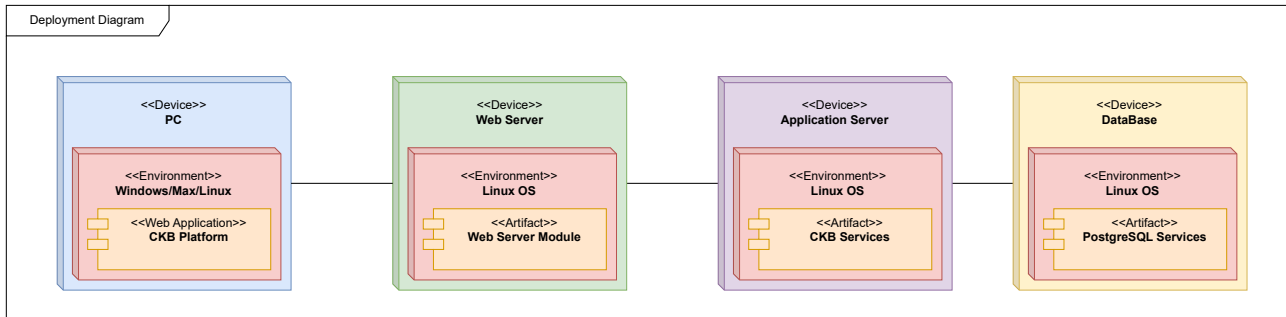 Deployment Diagram
<<Device>>
PC
<<Environment>>
Windows/Max/Linux
<<Web Application>>
CKB Platform
<<Device>>
Web Server
<<Environment>>
Linux OS
<<Artifact>>
Web Server Module
<<Device>>
Application Server
<<Environment>>
Linux OS
<<Artifact>>
CKB Services
<<Device>>
DataBase
<<Environment>>
Linux OS
<<Artifact>>
PostgreSQL Services